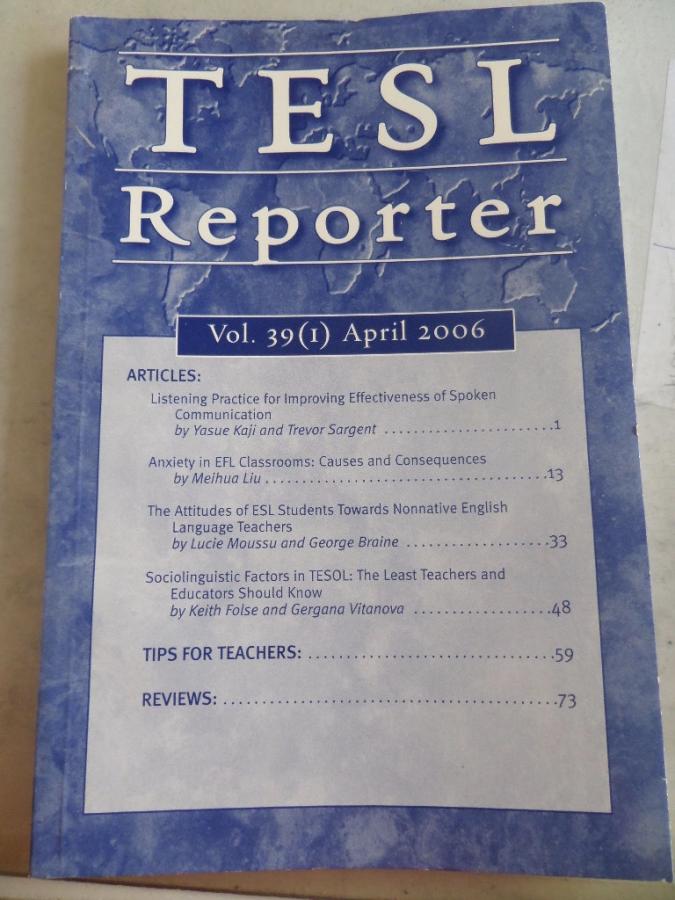 TESL
Reporter
Vol. 39(1) April 2006
ARTICLES:
Listening Practice for Improving Effectiveness of Spoken
Communication
by Yasue Kaji and Trevor Sargent ........................1
Anxiety in EFL Classrooms: Causes and Consequences
by Meihua Liu ......................................13
The Attitudes of ESL Students Towards Nonnative English
Language Teachers
by Lucie Moussu and George Braine ....................33
Sociolinguistic Factors in TESOL: The Least Teachers and
Educators Should Know
by Keith Folse and Gergana Vitanova ..................48
TIPS FOR TEACHERS: .................................59
REVIEWS: ............................................73